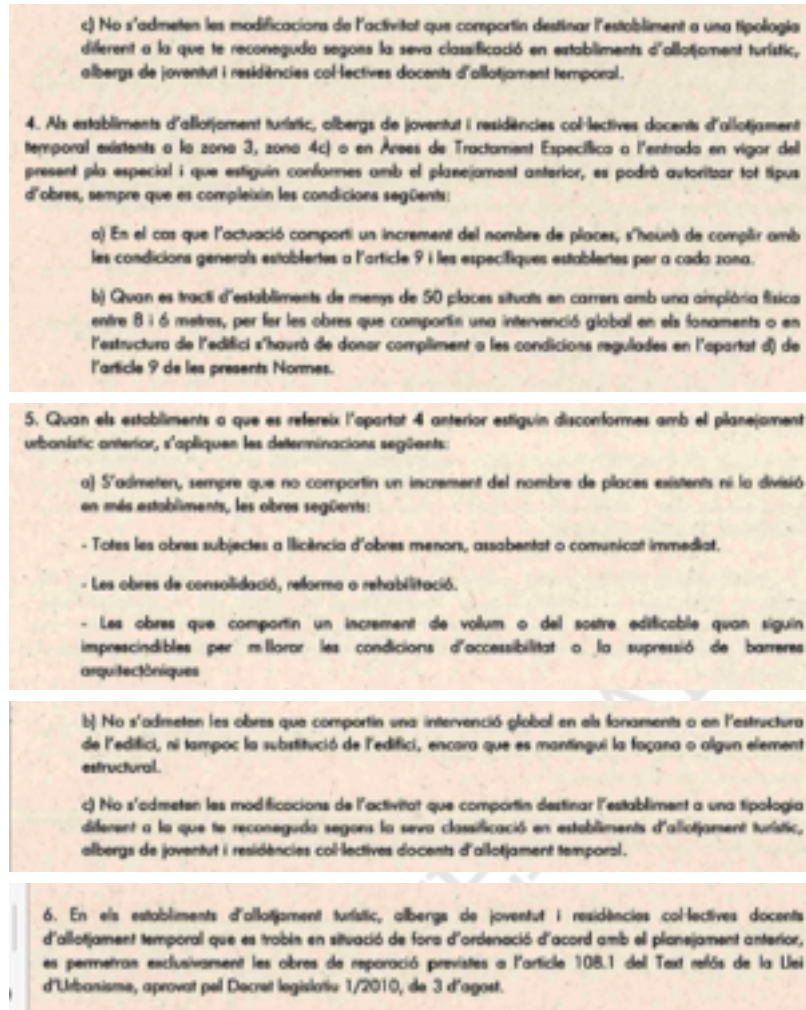 c) No s'admeten les modificacions de l'activitat que comportin destinar l'establiment a una tipologia
diferent a la que te reconeguda segons la seva classificació en establiments d'allotjament turístic,
albergs de joventut i residències col·lectives docents d'allotjament temporal.
4. Als establiments d'allotjament turístic, albergs de joventut i residències col·lectives docents d'allotjament
temporal existents a la zona 3, zona 4c) o en Àrees de Tractament Específica a l'entrada en vigor del
present pla especial i que estiguin conformes amb el planejament anterior, es podrà autoritzar tot tipus
d'obres, sempre que es compleixin les condicions següents:
a) En el cas que l'actuació comporti un increment del nombre de places, s'haurà de complir amb
les condicions generals establertes a l'article 9 i les específiques establertes per a cada zona.
b) Quan es tracti d'establiments de menys de 50 places situats en carrers amb una amplària física
entre 8 i 6 metres, per fer les obres que comportin una intervenció global en els fonaments o en
l'estructura de l'edifici s'haurà de donar compliment a les condicions regulades en l'apartat d) de
l'article 9 de les presents Normes.
5. Quan els establiments a que es refereix l'apartat 4 anterior estiguin disconformes amb el planejament
urbanístic anterior, s'apliquen les determinacions següents:
a) S'admeten, sempre que no comportin un increment del nombre de places existents ni la divisió
en més establiments, les obres següents:
- Totes les obres subjectes a llicència d'obres menors, assabentat o comunicat immediat.
- Les obres de consolidació, reforma o rehabilitació.
- Les obres que comportin un increment de volum o del sostre edificable quan siguin
imprescindibles per millorar les condicions d'accessibilitat o la supressió de barreres
arquitectòniques
b) No s'admeten les obres que comportin una intervenció global en els fonaments o en l'estructura
de l'edifici, ni tampoc la substitució de l'edifici, encara que es mantingui la façana o algun element
estructural.
c) No s'admeten les modificacions de l'activitat que comportin destinar l'establiment a una tipologia
diferent a la que te reconeguda segons la seva classificació en establiments d'allotjament turístic,
albergs de joventut i residències col·lectives docents d'allotjament temporal.
6. En els establiments d'allotjament turístic, albergs de joventut i residències col·lectives docents
d'allotjament temporal que es trobin en situació de fora d'ordenació d'acord amb el planejament anterior,
es permetran exclusivament les obres de reparació previstes a l'article 108.1 del Text refós de la Llei
d'Urbanisme, aprovat pel Decret legislatiu 1/2010, de 3 d'agost.